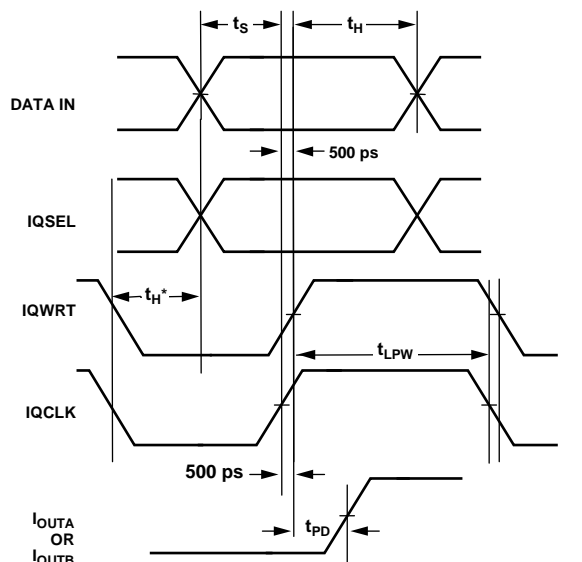 tS
tH
DATA IN
500 ps
IQSEL
tH*
IQWRT
tLPW
IQCLK
500 ps
tPD
IOUTA
OR
IOUTB